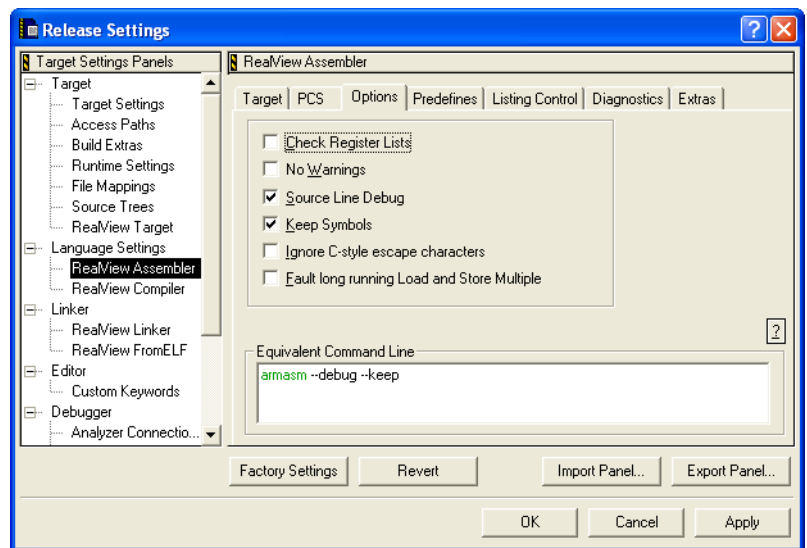 Release Settings
Target Settings Panels
Target
Target Settings
Access Paths
Build Extras
Runtime Settings
File Mappings
Source Trees
RealView Target
Language Settings
RealView Assembler
RealView Compiler
Linker
RealView Linker
RealView FromELF
Editor
Custom Keywords
Debugger
Analyzer Connectio...
RealView Assembler
Target PCS Options Predefines Listing Control Diagnostics Extras
Check Register Lists
No Warnings
Source Line Debug
Keep Symbols
Ignore C-style escape characters
Fault long running Load and Store Multiple
?
Equivalent Command Line
armasm --debug --keep
Factory Settings Revert Import Panel... Export Panel...
OK Cancel Apply